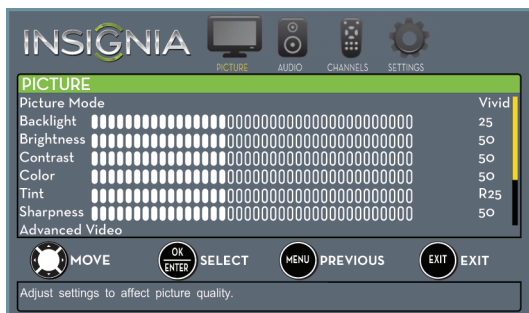 INSIGNIA
PICTURE AUDIO CHANNELS SETTINGS
PICTURE
Picture Mode Vivid
Backlight 25
Brightness 50
Contrast 50
Color 50
Tint R25
Sharpness 50
Advanced Video
MOVE OK ENTER SELECT MENU PREVIOUS EXIT EXIT
Adjust settings to affect picture quality.